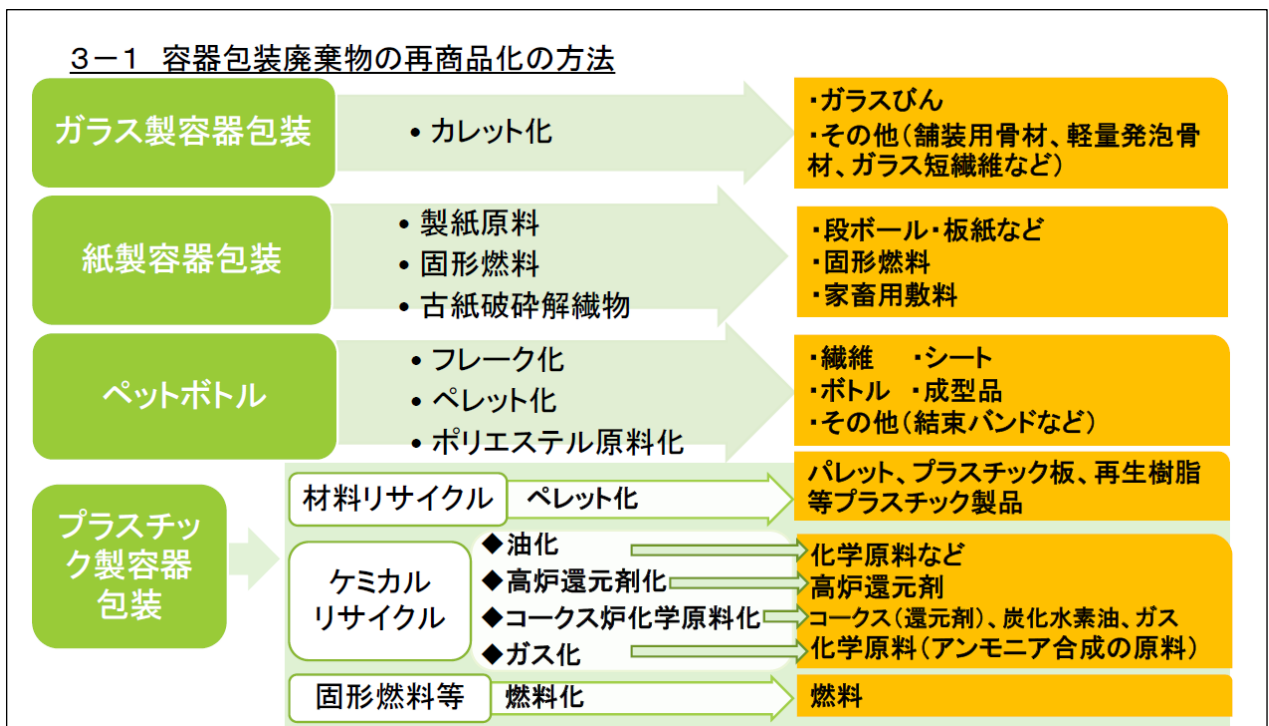 3－1　容器包装廃棄物の再商品化の方法
ガラス製容器包装
• カレット化
・ガラスびん
・その他（舗装用骨材、軽量発泡骨
材、ガラス短繊維など）
紙製容器包装
• 製紙原料
• 固形燃料
• 古紙破砕解繊物
・段ボール・板紙など
・固形燃料
・家畜用敷料
ペットボトル
• フレーク化
• ペレット化
• ポリエステル原料化
・繊維　・シート
・ボトル　・成型品
・その他（結束バンドなど）
プラスチッ
ク製容器
包装
材料リサイクル
ペレット化
パレット、プラスチック板、再生樹脂
等プラスチック製品
ケミカル
リサイクル
◆油化
◆高炉還元剤化
◆コークス炉化学原料化
◆ガス化
化学原料など
高炉還元剤
コークス（還元剤）、炭化水素油、ガス
化学原料（アンモニア合成の原料）
固形燃料等
燃料化
燃料